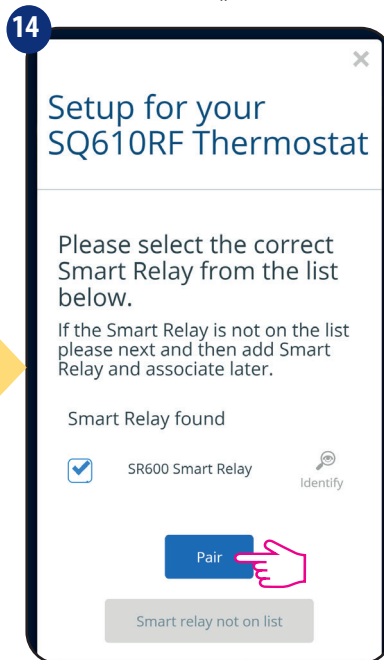 14
×
Setup for your
SQ610RF Thermostat
Please select the correct
Smart Relay from the list
below.
If the Smart Relay is not on the list
please next and then add Smart
Relay and associate later.
Smart Relay found
SR600 Smart Relay
Identify
Pair
Smart relay not on list